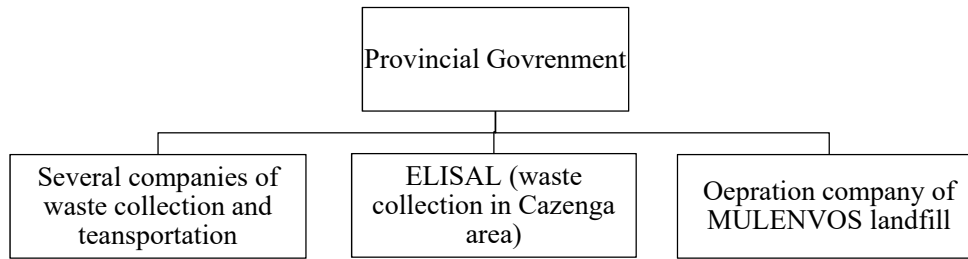 Provincial Govrenment
Several companies of
waste collection and
teansportation
ELISAL (waste
collection in Cazenga
area)
Oepration company of
MULENVOS landfill